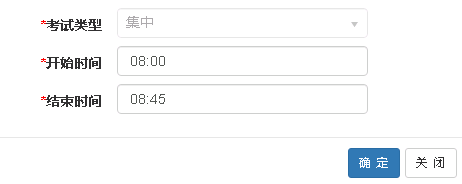 *考试类型 集中
*开始时间 08:00
*结束时间 08:45
确 定 关 闭